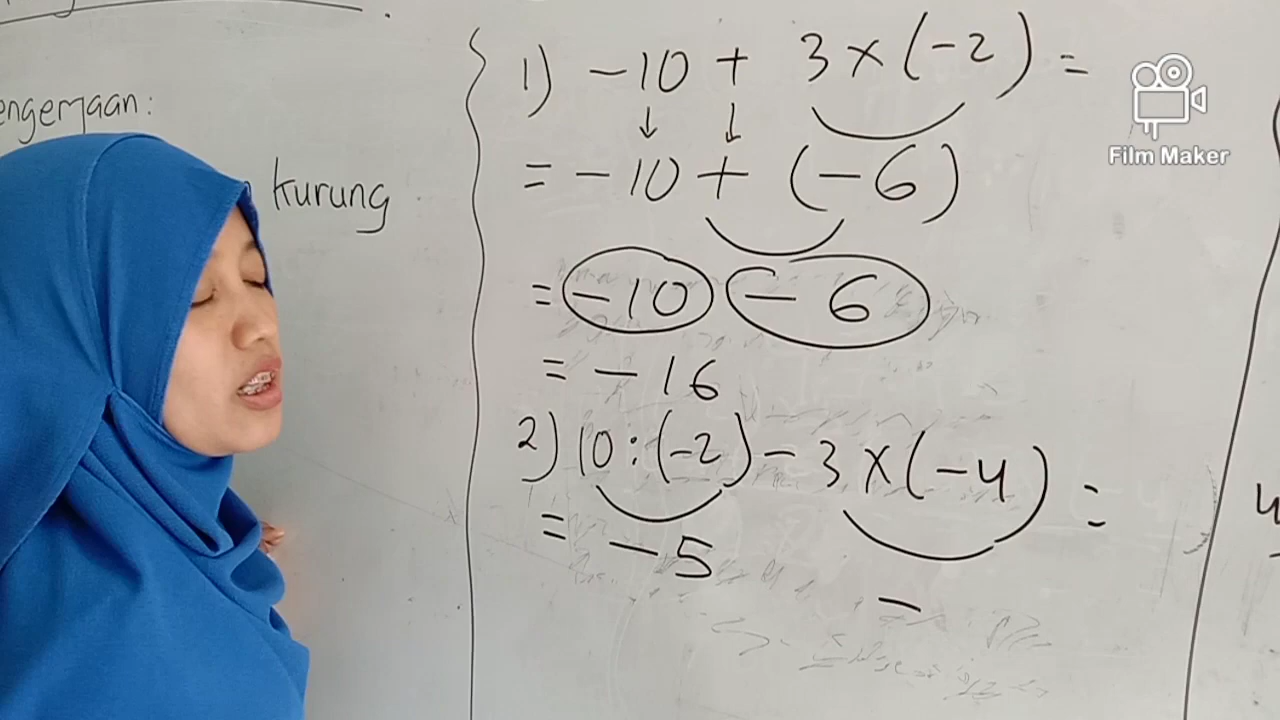 engerjaan:
kurung
1) -10 + 3 x (-2) =
= -10 + (-6)
= -10 - 6
= -16
2) 10 : (-2) - 3 x (-4) =
= -5 -
Film Maker